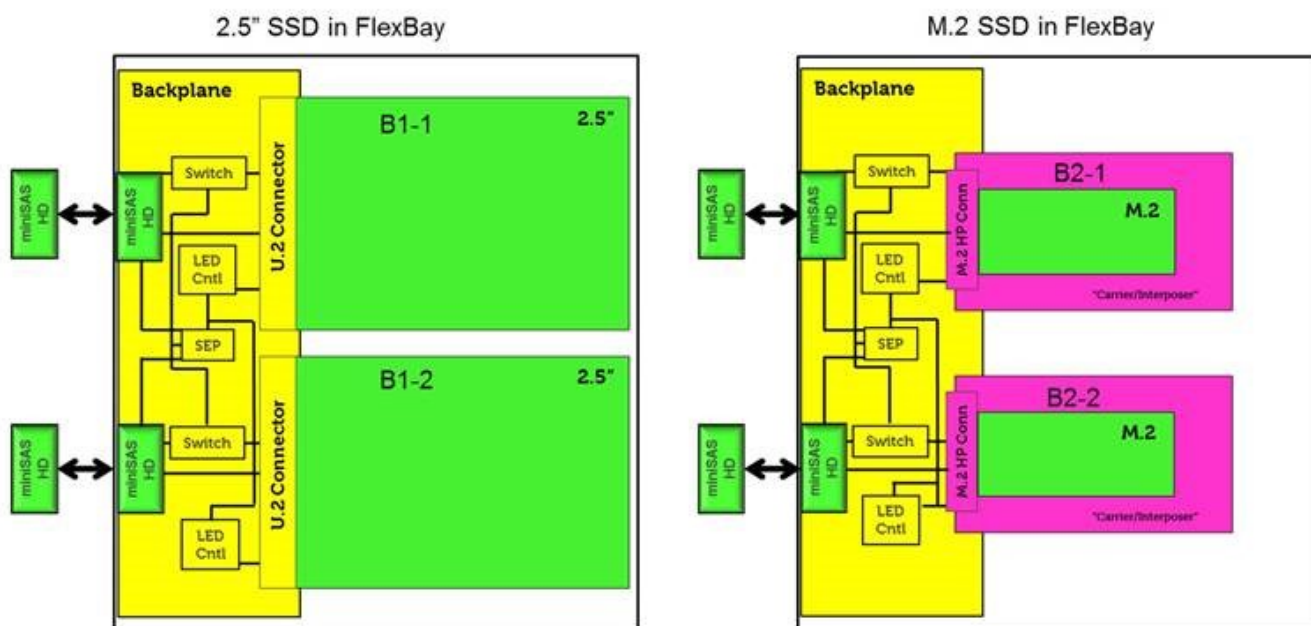 2.5” SSD in FlexBay
Backplane
B1-1
2.5”
Switch
miniSAS
HD
miniSAS
HD
U.2 Connector
LED
Cntl
SEP
B1-2
2.5”
Switch
miniSAS
HD
miniSAS
HD
U.2 Connector
LED
Cntl
M.2 SSD in FlexBay
Backplane
B2-1
Switch
M.2
miniSAS
HD
miniSAS
HD
M.2 HP Conn
LED
Cntl
"Carrier/Interposer"
SEP
B2-2
M.2
Switch
miniSAS
HD
miniSAS
HD
M.2 HP Conn
LED
Cntl
"Carrier/Interposer"